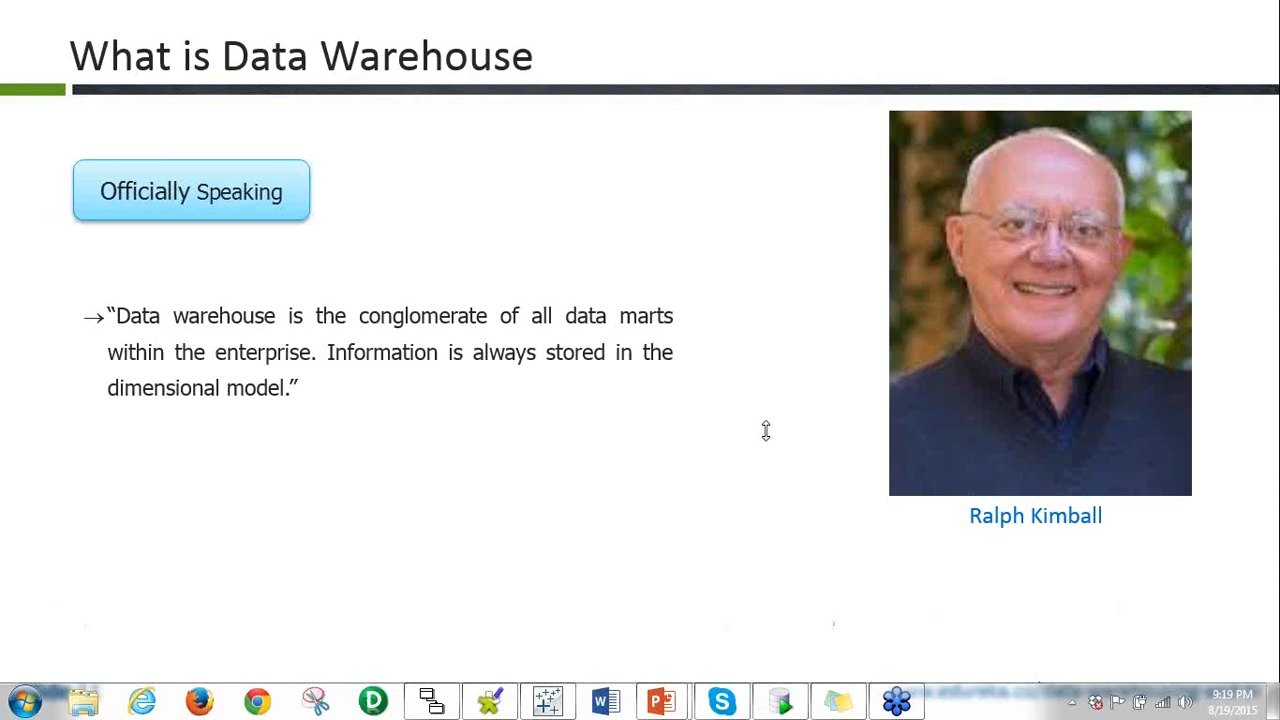 What is Data Warehouse
Officially Speaking
→“Data warehouse is the conglomerate of all data marts
within the enterprise. Information is always stored in the
dimensional model.”
Ralph Kimball
9:19 PM
8/19/2015